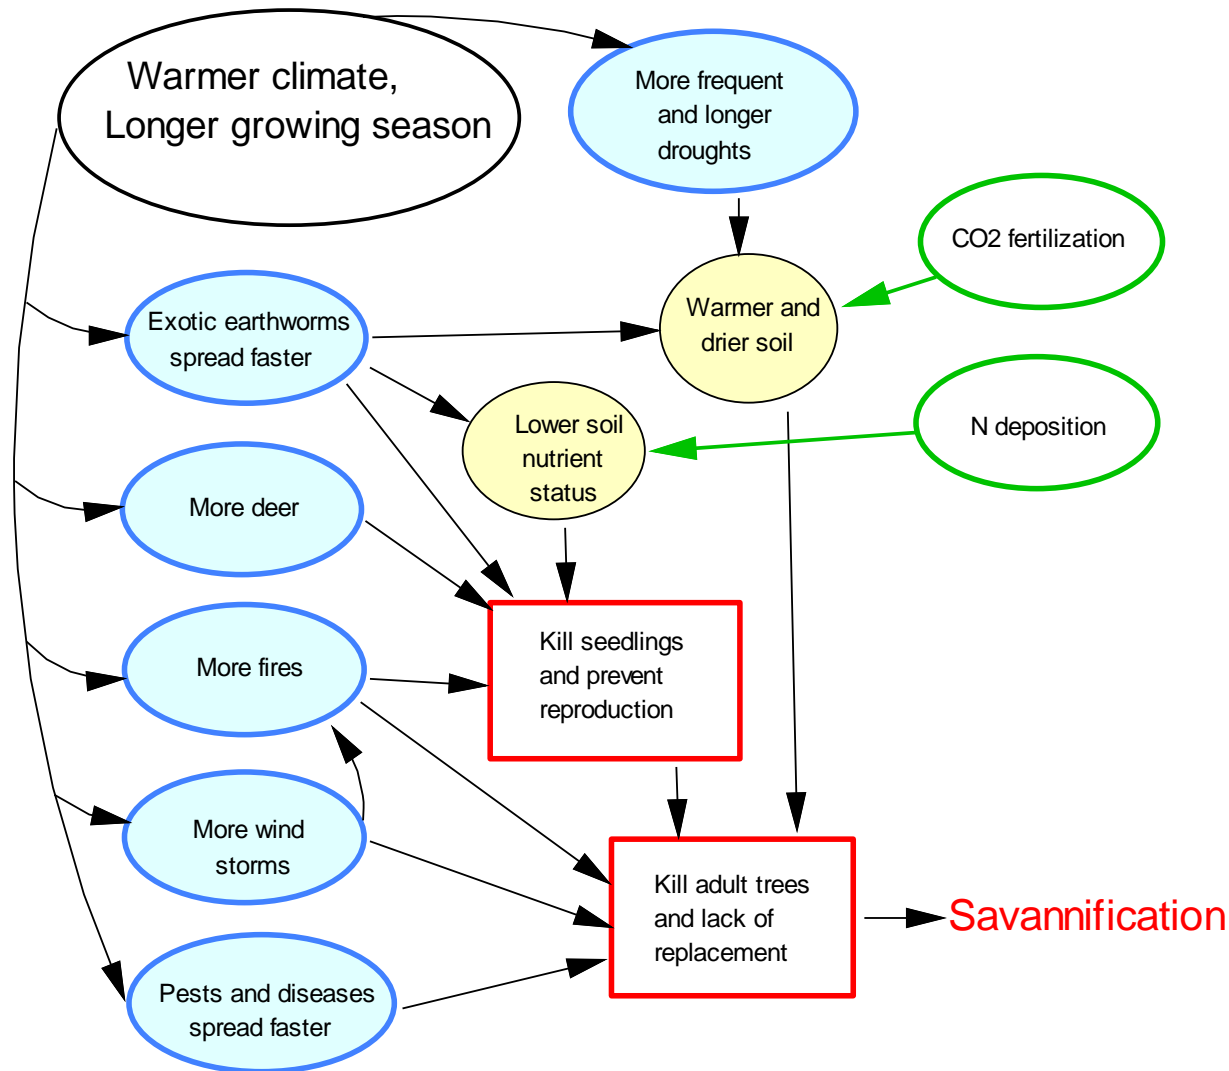 Warmer climate,
Longer growing season
More frequent
and longer
droughts
CO2 fertilization
Warmer and
drier soil
Exotic earthworms
spread faster
Lower soil
nutrient
status
N deposition
More deer
Kill seedlings
and prevent
reproduction
More fires
More wind
storms
Kill adult trees
and lack of
replacement
Savannification
Pests and diseases
spread faster